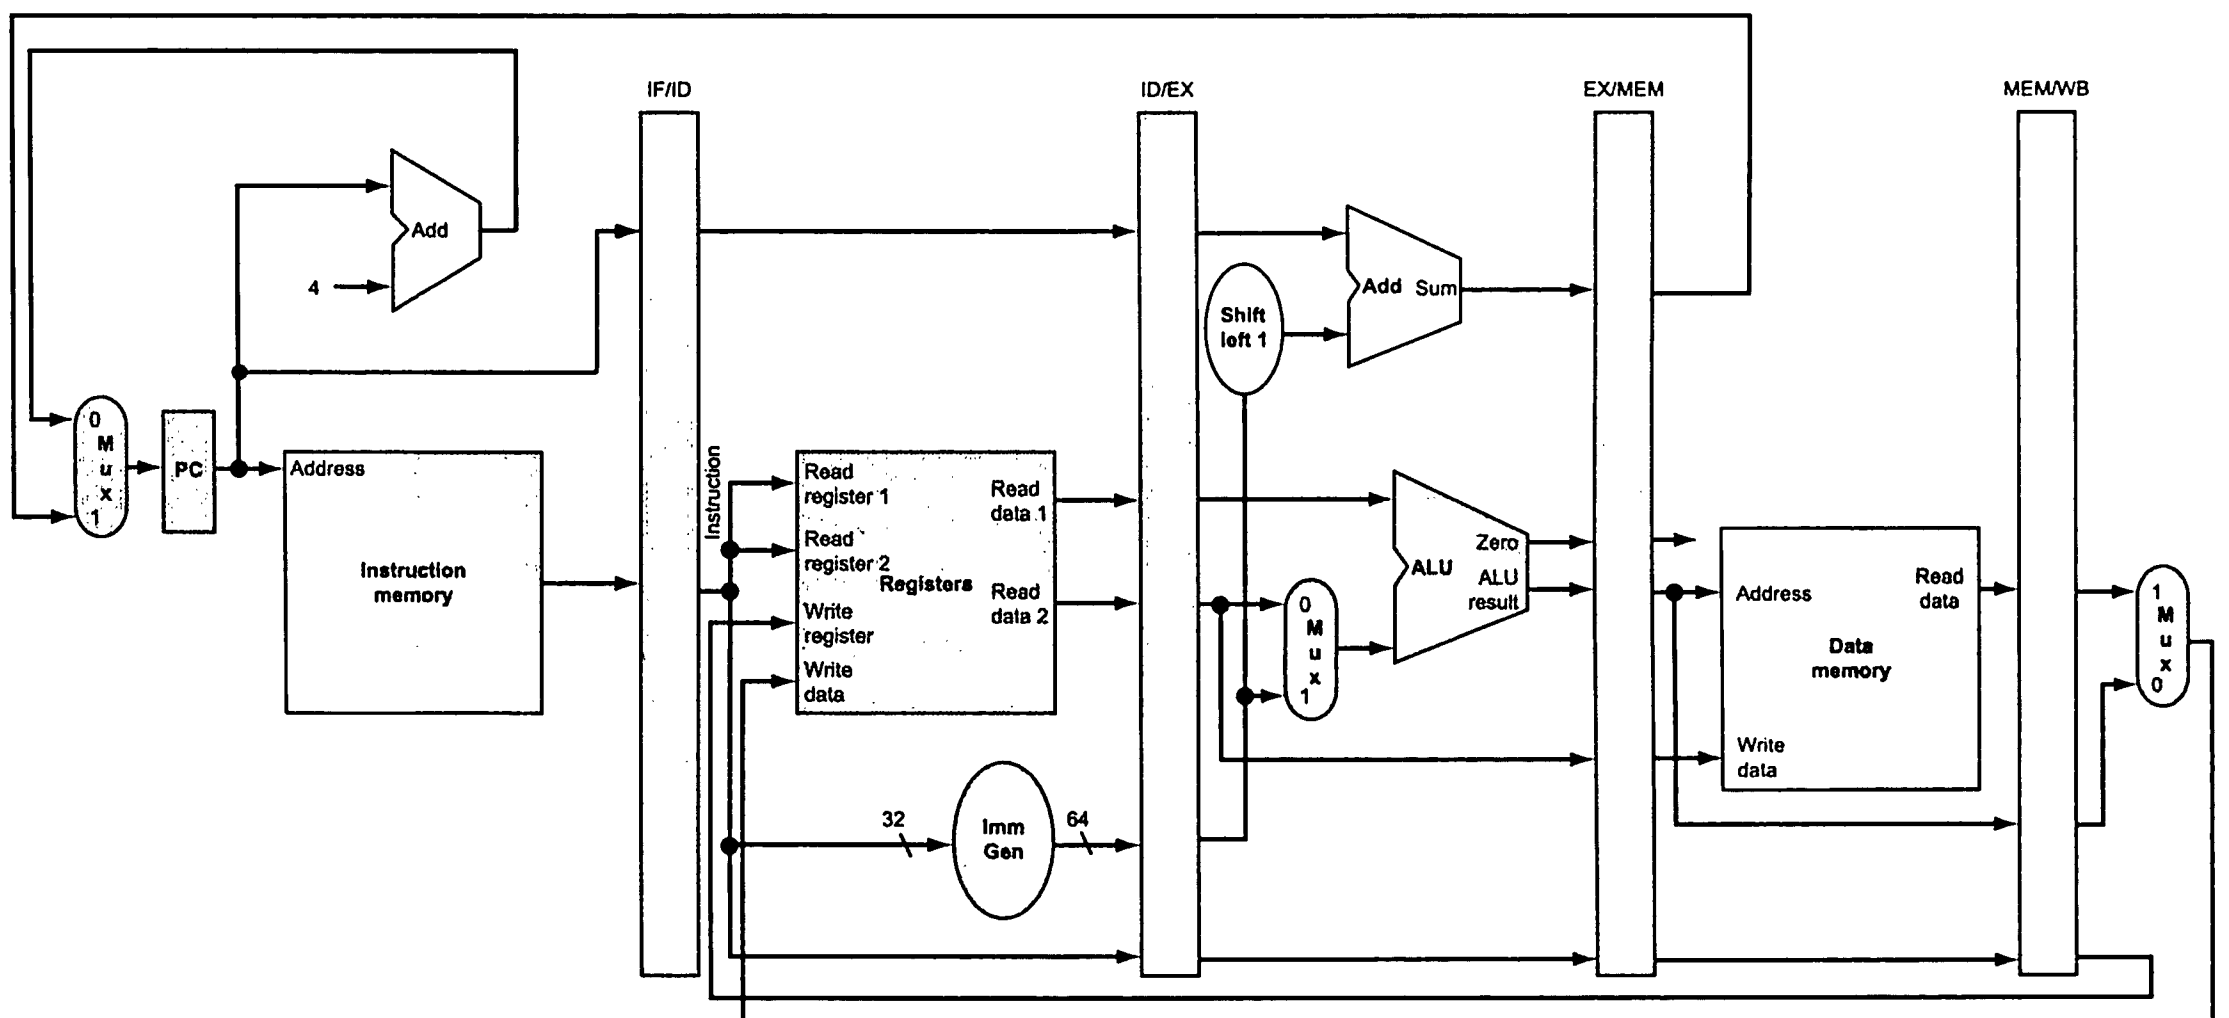 IF/ID
ID/EX
EX/MEM
MEM/WB
Add
4
Add Sum
Shift
left 1
0
M
u
x
1
PC
Address
Instruction
memory
Instruction
Read
register 1
Read
register 2
Write
register
Write
data
Registers
Read
data 1
Read
data 2
0
M
u
x
1
Zero
ALU
ALU
result
Address
Read
data
Data
memory
Write
data
1
M
u
x
0
32
Imm
Gen
64